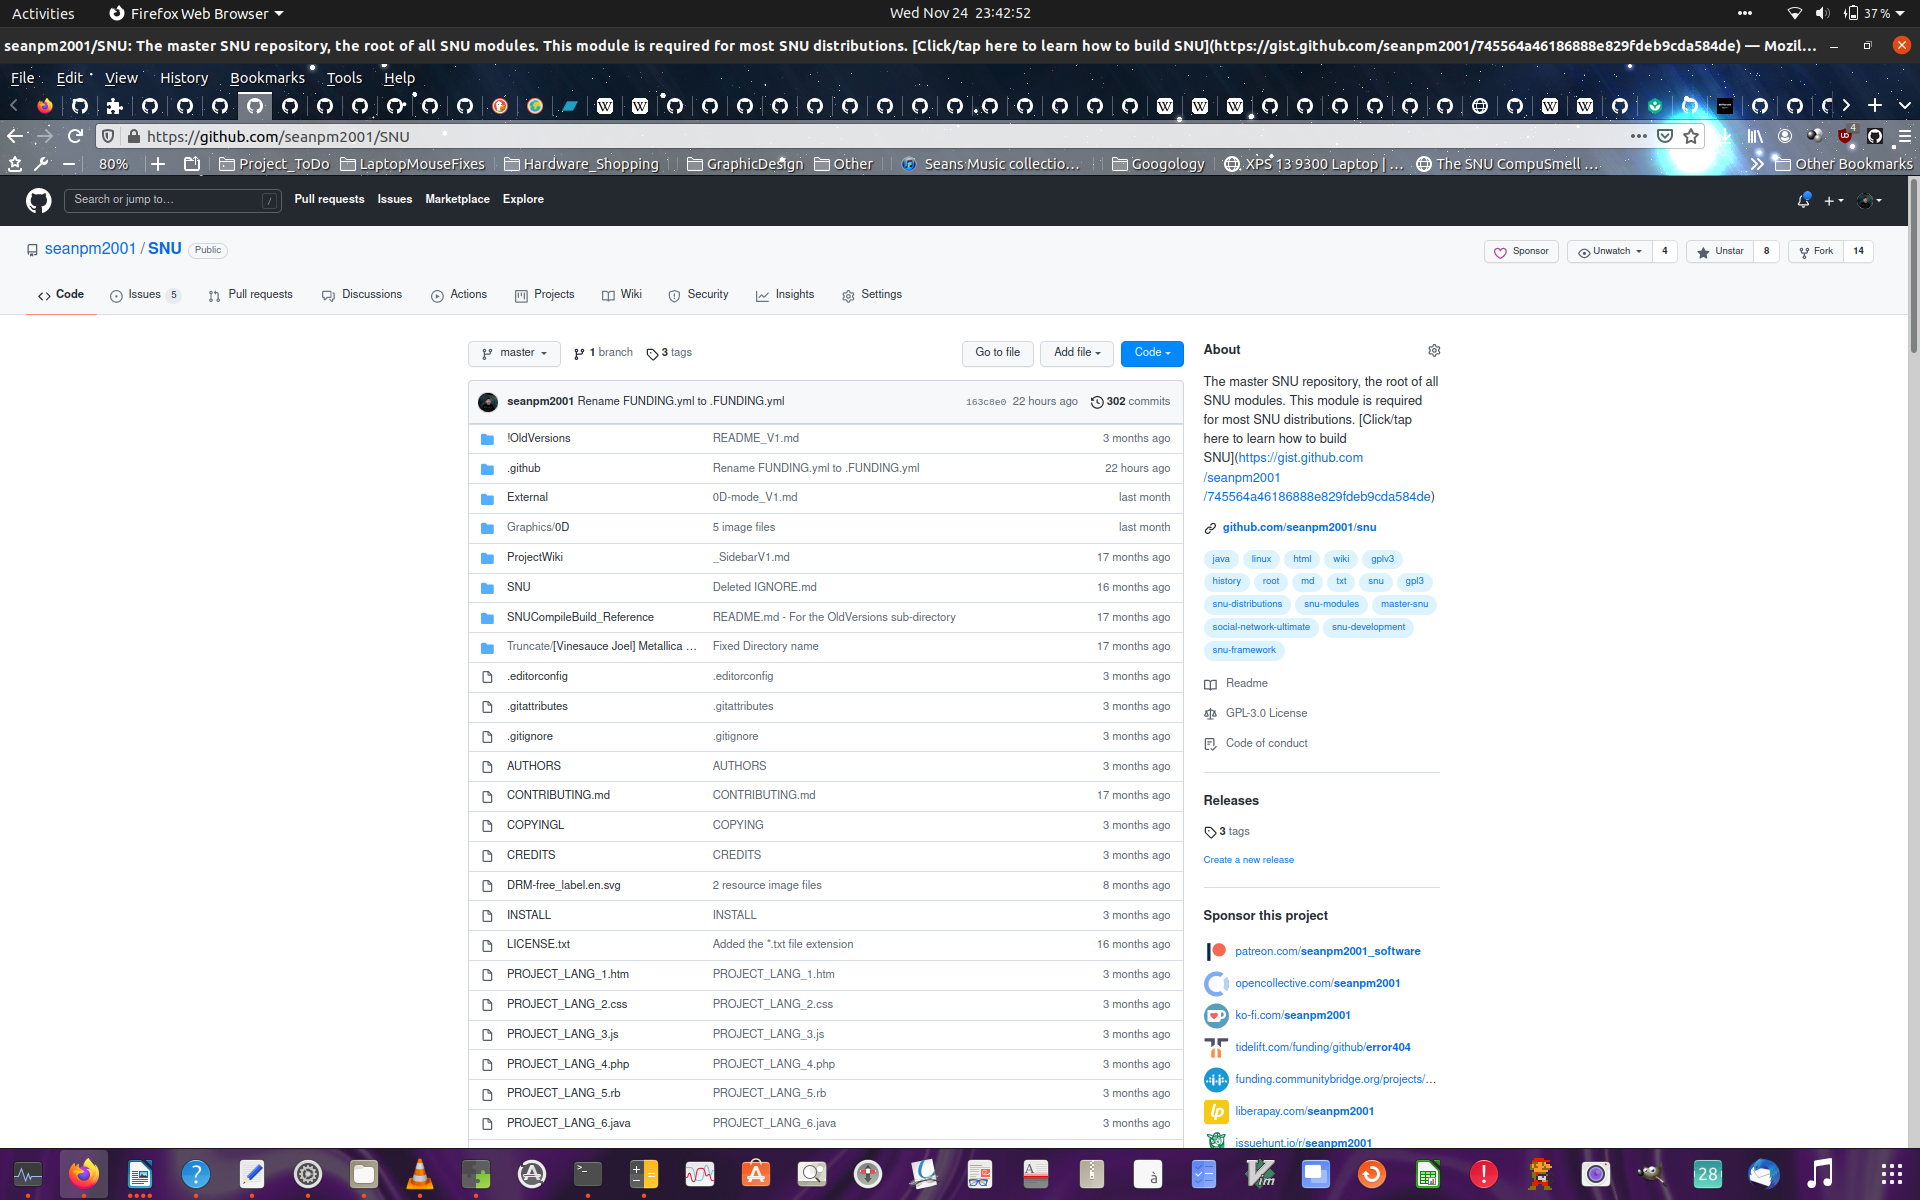 Activities Firefox Web Browser Wed Nov 24 23:42:52 37 %
seanpm2001/SNU: The master SNU repository, the root of all SNU modules. This module is required for most SNU distributions. [Click/tap here to learn how to build SNU](https://gist.github.com/seanpm2001/745564a46186888e829fdeb9cda584de) — Mozil…
File Edit View History Bookmarks Tools Help
https://github.com/seanpm2001/SNU 4
80% Project_ToDo LaptopMouseFixes Hardware_Shopping GraphicDesign Other Seans Music collectio… Googology XPS 13 9300 Laptop | … The SNU CompuSmell … Other Bookmarks
Search or jump to… / Pull requests Issues Marketplace Explore
seanpm2001 / SNU Public Sponsor Unwatch 4 Unstar 8 Fork 14
Code Issues 5 Pull requests Discussions Actions Projects Wiki Security Insights Settings
master 1 branch 3 tags Go to file Add file Code
seanpm2001 Rename FUNDING.yml to .FUNDING.yml 163c8e0 22 hours ago 302 commits
!OldVersions README_V1.md 3 months ago
.github Rename FUNDING.yml to .FUNDING.yml 22 hours ago
External 0D-mode_V1.md last month
Graphics/0D 5 image files last month
ProjectWiki _SidebarV1.md 17 months ago
SNU Deleted IGNORE.md 16 months ago
SNUCompileBuild_Reference README.md - For the OldVersions sub-directory 17 months ago
Truncate/[Vinesauce Joel] Metallica … Fixed Directory name 17 months ago
.editorconfig .editorconfig 3 months ago
.gitattributes .gitattributes 3 months ago
.gitignore .gitignore 3 months ago
AUTHORS AUTHORS 3 months ago
CONTRIBUTING.md CONTRIBUTING.md 17 months ago
COPYINGL COPYING 3 months ago
CREDITS CREDITS 3 months ago
DRM-free_label.en.svg 2 resource image files 8 months ago
INSTALL INSTALL 3 months ago
LICENSE.txt Added the *.txt file extension 16 months ago
PROJECT_LANG_1.htm PROJECT_LANG_1.htm 3 months ago
PROJECT_LANG_2.css PROJECT_LANG_2.css 3 months ago
PROJECT_LANG_3.js PROJECT_LANG_3.js 3 months ago
PROJECT_LANG_4.php PROJECT_LANG_4.php 3 months ago
PROJECT_LANG_5.rb PROJECT_LANG_5.rb 3 months ago
PROJECT_LANG_6.java PROJECT_LANG_6.java 3 months ago
About
The master SNU repository, the root of all
SNU modules. This module is required
for most SNU distributions. [Click/tap
here to learn how to build
SNU](https://gist.github.com
/seanpm2001
/745564a46186888e829fdeb9cda584de)
github.com/seanpm2001/snu
java linux html wiki gplv3
history root md txt snu gpl3
snu-distributions snu-modules master-snu
social-network-ultimate snu-development
snu-framework
Readme
GPL-3.0 License
Code of conduct
Releases
3 tags
Create a new release
Sponsor this project
patreon.com/seanpm2001_software
opencollective.com/seanpm2001
ko-fi.com/seanpm2001
tidelift.com/funding/github/error404
funding.communitybridge.org/projects/…
liberapay.com/seanpm2001
issuehunt.io/r/seanpm2001
28